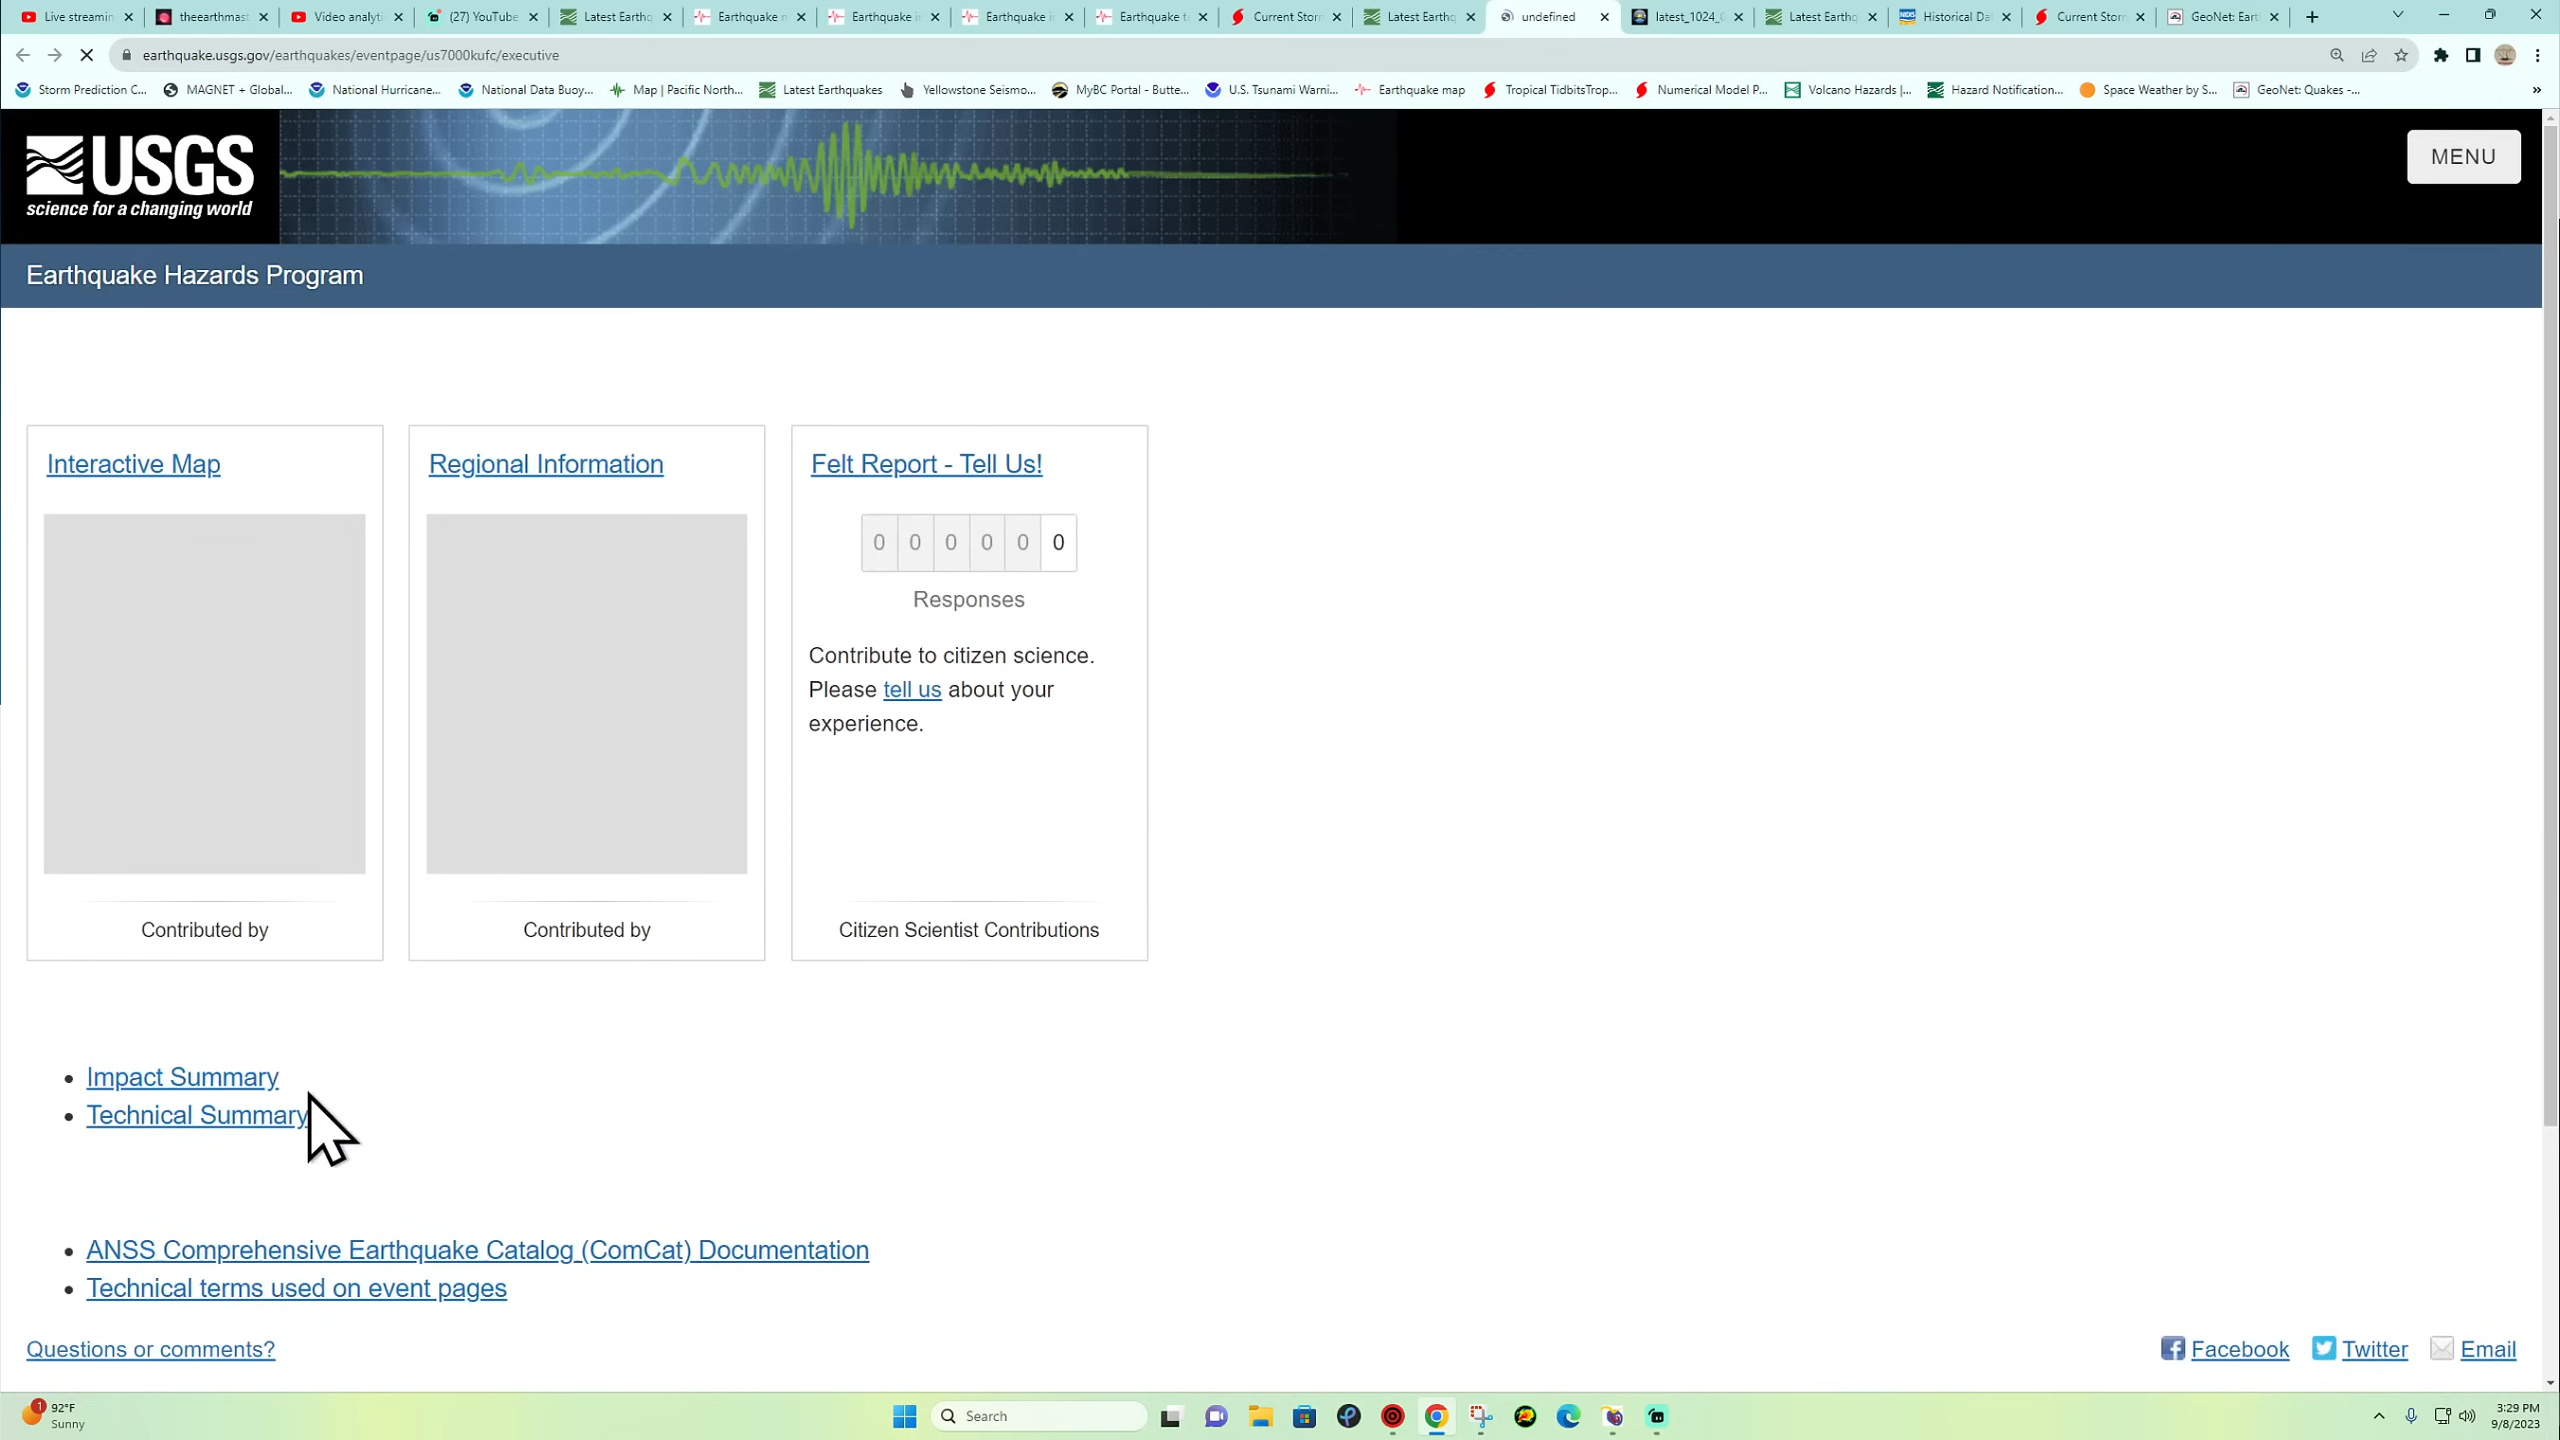 Live streamin
theearthmast
Video analyti
(27) YouTube
Latest Earthq
Earthquake m
Earthquake in
Earthquake in
Earthquake t
Current Storm
Latest Earthq
undefined
latest_1024_0
Latest Earthq
Historical Da
Current Storm
GeoNet: Eart
earthquake.usgs.gov/earthquakes/eventpage/us7000kufc/executive
Storm Prediction C...
MAGNET + Global...
National Hurricane...
National Data Buoy...
Map | Pacific North...
Latest Earthquakes
Yellowstone Seismo...
MyBC Portal - Butte...
U.S. Tsunami Warni...
Earthquake map
Tropical TidbitsTrop...
Numerical Model P...
Volcano Hazards |...
Hazard Notification...
Space Weather by S...
GeoNet: Quakes -...
USGS
science for a changing world
MENU
Earthquake Hazards Program
Interactive Map
Contributed by
Regional Information
Contributed by
Felt Report - Tell Us!
0 0 0 0 0 0
Responses
Contribute to citizen science.
Please tell us about your
experience.
Citizen Scientist Contributions
Impact Summary
Technical Summary
ANSS Comprehensive Earthquake Catalog (ComCat) Documentation
Technical terms used on event pages
Questions or comments?
Facebook
Twitter
Email
1
92°F
Sunny
Search
3:29 PM
9/8/2023